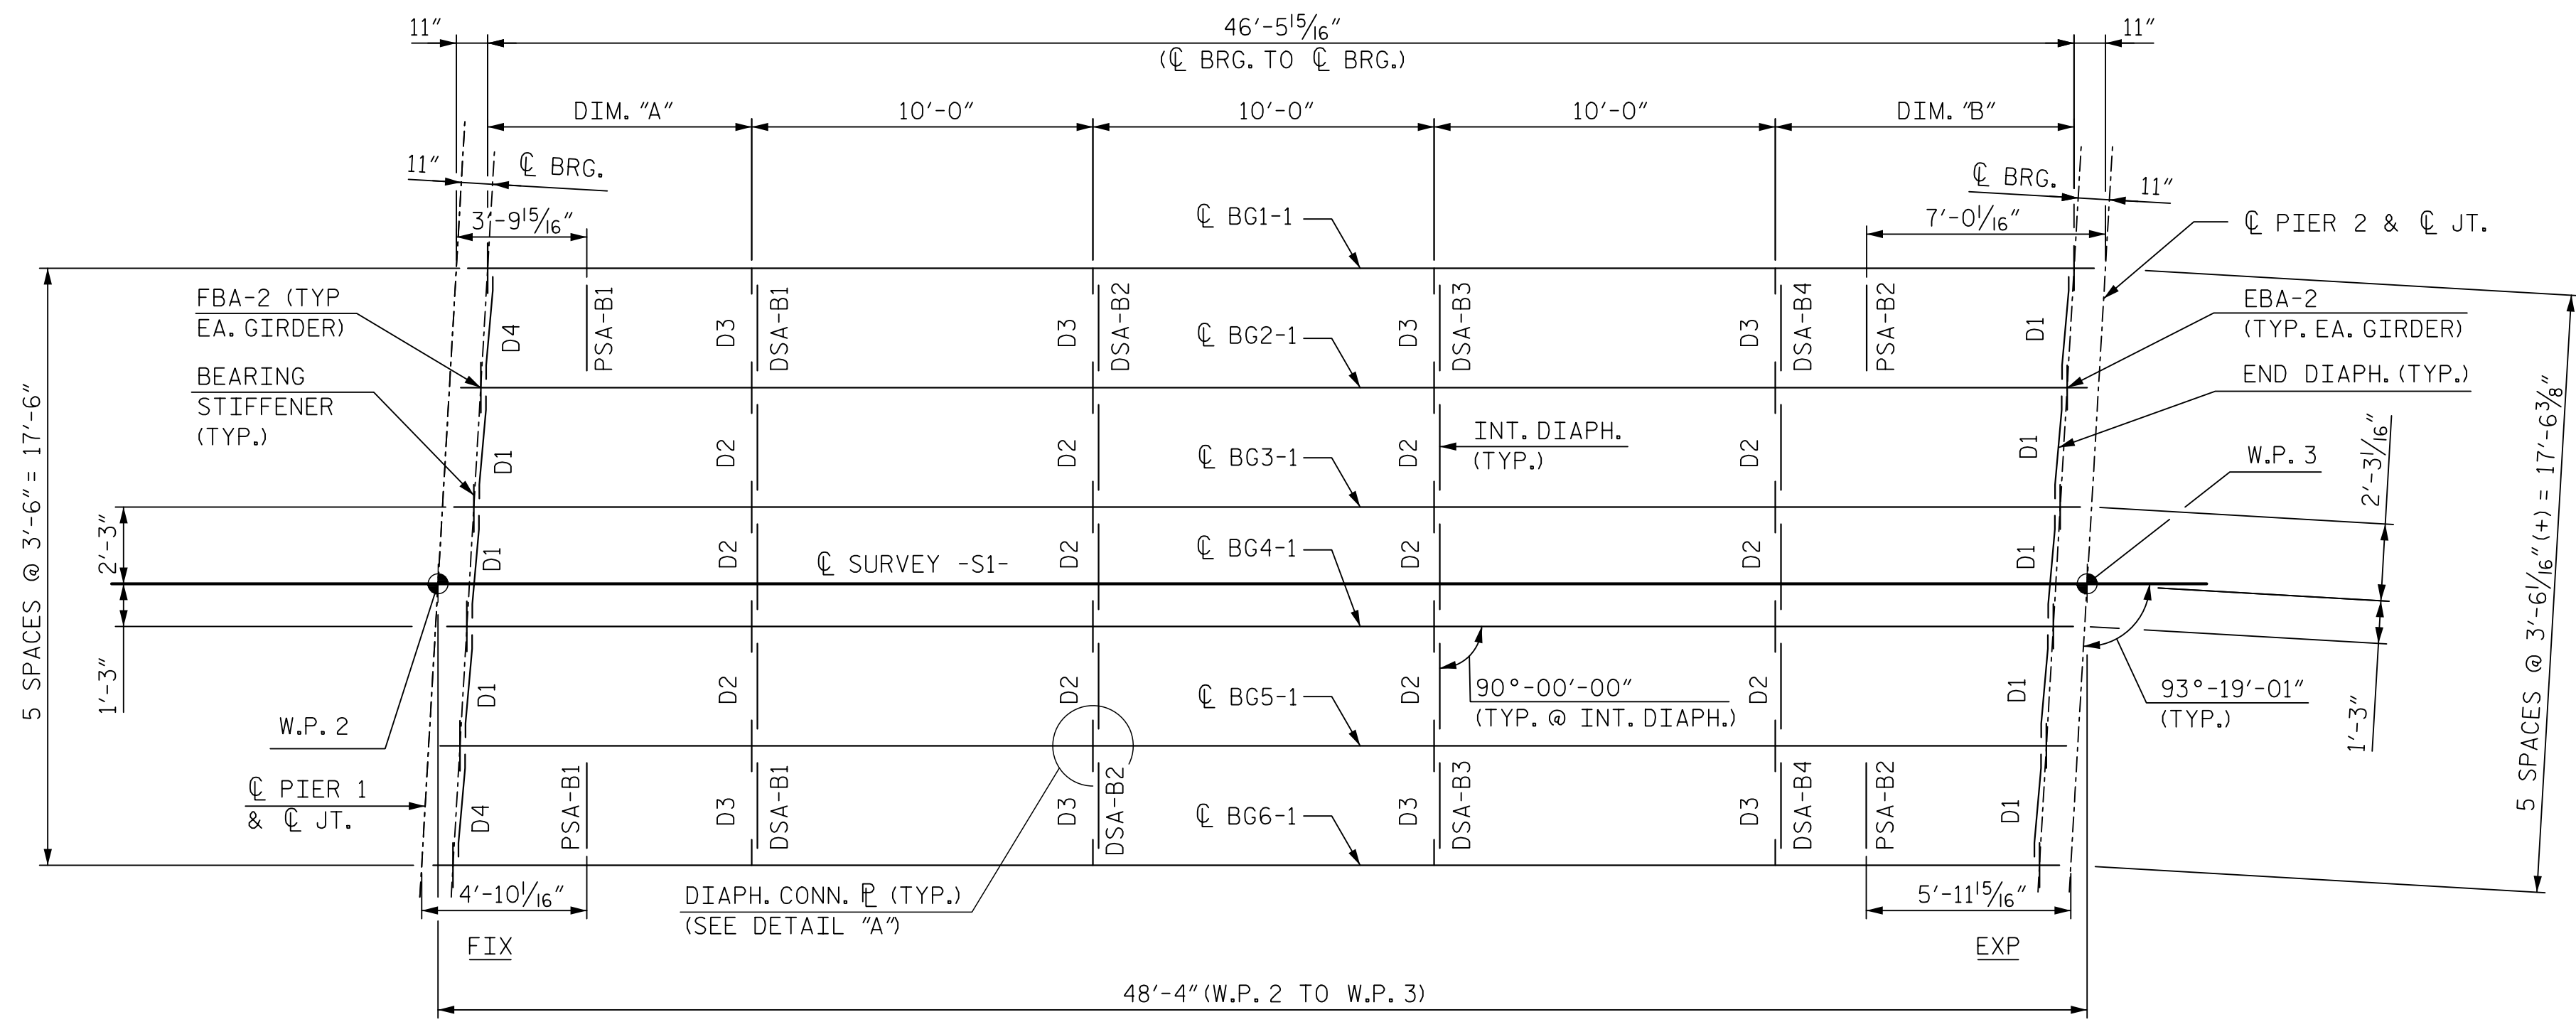 11"
46'-5 15/16"
11"
(℄ BRG. TO ℄ BRG.)
DIM. "A"
10'-0"
10'-0"
10'-0"
DIM. "B"
11"
℄ BRG.
℄ BRG.
11"
3'-9 15/16"
℄ BG1-1
7'-0 1/16"
℄ PIER 2 & ℄ JT.
FBA-2 (TYP
EA. GIRDER)
D4
PSA-B1
D3
DSA-B1
D3
DSA-B2
℄ BG2-1
D3
DSA-B3
D3
DSA-B4
PSA-B2
D1
EBA-2
(TYP. EA. GIRDER)
BEARING
STIFFENER
(TYP.)
END DIAPH. (TYP.)
D1
D2
D2
℄ BG3-1
D2
INT. DIAPH.
(TYP.)
D2
D1
W.P. 3
2'-3 1/16"
5 SPACES @ 3'-6" = 17'-6"
2'-3"
D1
D2
℄ SURVEY -S1-
D2
℄ BG4-1
D2
D2
D1
5 SPACES @ 3'-6 1/16" (+) = 17'-6 3/8"
1'-3"
W.P. 2
D1
D2
D2
℄ BG5-1
D2
90°-00'-00"
(TYP. @ INT. DIAPH.)
D2
D1
93°-19'-01"
(TYP.)
1'-3"
℄ PIER 1
& ℄ JT.
D4
PSA-B1
D3
DSA-B1
D3
DSA-B2
℄ BG6-1
D3
DSA-B3
D3
DSA-B4
PSA-B2
D1
4'-10 1/16"
DIAPH. CONN. ⅊ (TYP.)
(SEE DETAIL "A")
5'-11 15/16"
FIX
EXP
48'-4" (W.P. 2 TO W.P. 3)